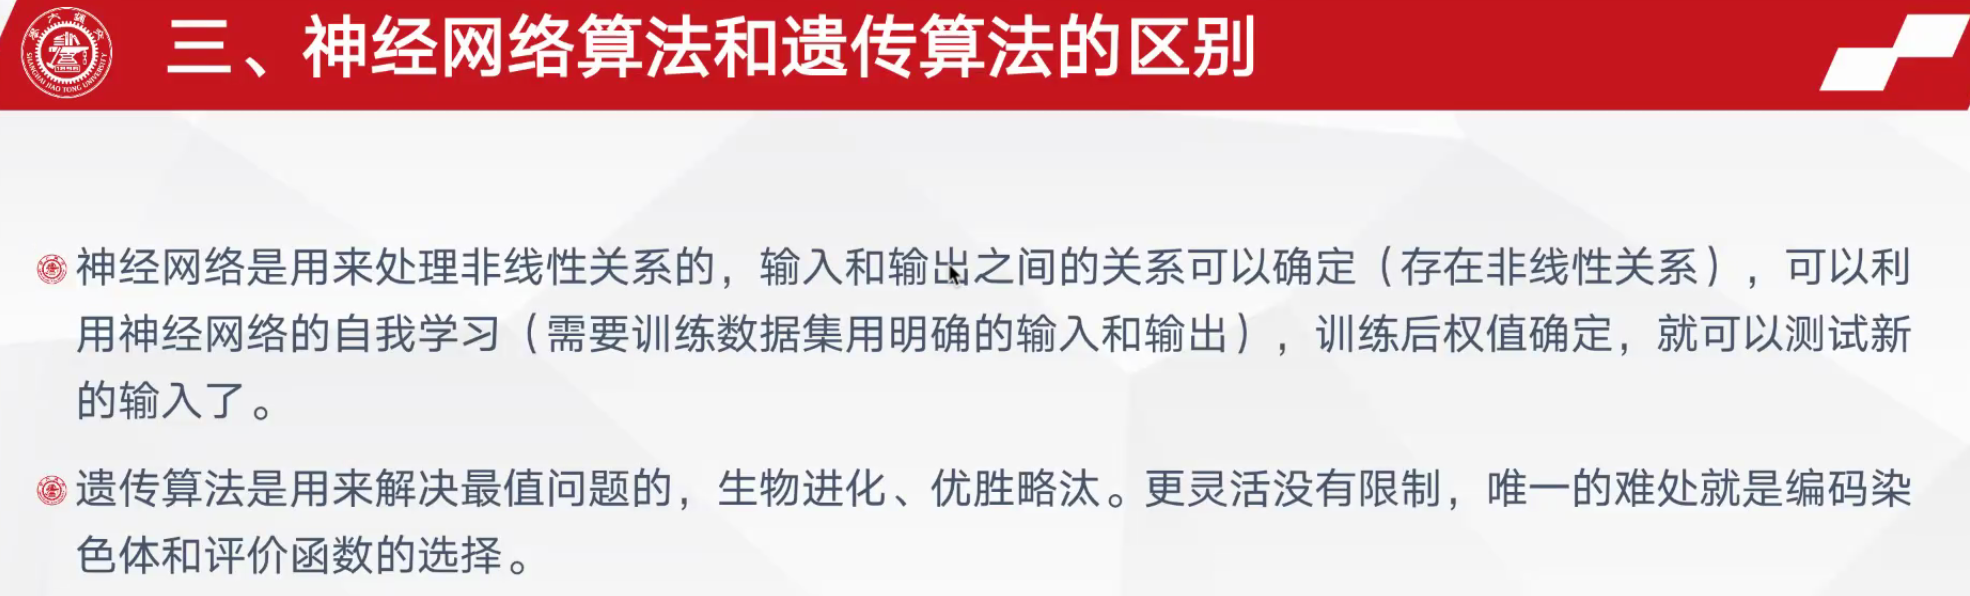 三、神经网络算法和遗传算法的区别
SHANGHAI JIAO TONG UNIVERSITY
神经网络是用来处理非线性关系的，输入和输出之间的关系可以确定（存在非线性关系），可以利
用神经网络的自我学习（需要训练数据集用明确的输入和输出），训练后权值确定，就可以测试新
的输入了。
遗传算法是用来解决最值问题的，生物进化、优胜略汰。更灵活没有限制，唯一的难处就是编码染
色体和评价函数的选择。